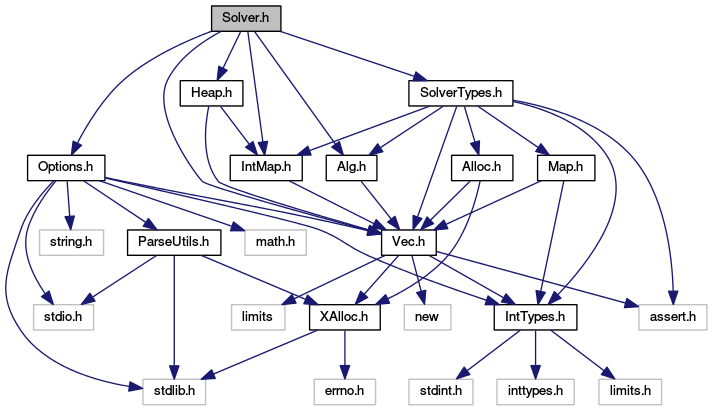 Solver.h
Heap.h
SolverTypes.h
Options.h
IntMap.h
Alg.h
Alloc.h
Map.h
string.h
ParseUtils.h
math.h
Vec.h
stdio.h
limits
XAlloc.h
new
IntTypes.h
assert.h
stdlib.h
errno.h
stdint.h
inttypes.h
limits.h